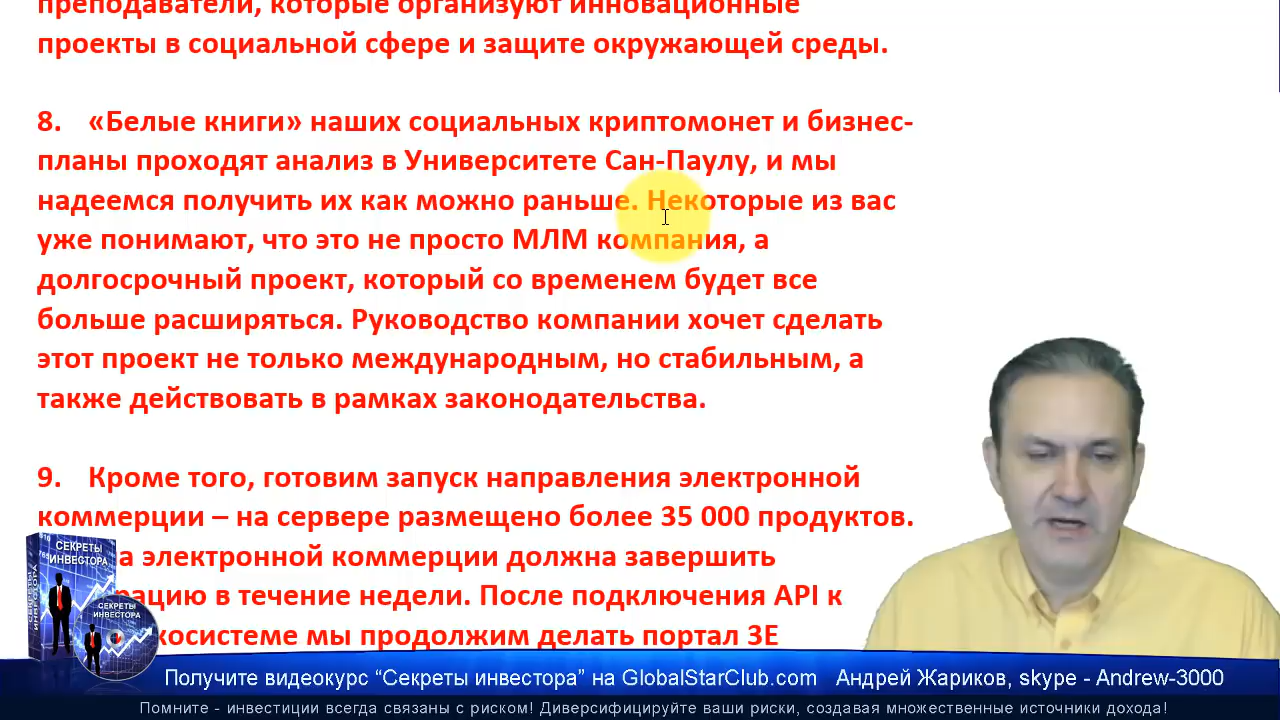 преподаватели, которые организуют инновационные
проекты в социальной сфере и защите окружающей среды.
8. «Белые книги» наших социальных криптомонет и бизнес-
планы проходят анализ в Университете Сан-Паулу, и мы
надеемся получить их как можно раньше. Некоторые из вас
уже понимают, что это не просто МЛМ компания, а
долгосрочный проект, который со временем будет все
больше расширяться. Руководство компании хочет сделать
этот проект не только международным, но стабильным, а
также действовать в рамках законодательства.
9. Кроме того, готовим запуск направления электронной
коммерции – на сервере размещено более 35 000 продуктов.
а электронной коммерции должна завершить
рацию в течение недели. После подключения API к
косистеме мы продолжим делать портал 3E
СЕКРЕТЫ
ИНВЕСТОРА
СЕКРЕТЫ
ИНВЕСТОРА
Получите видеокурс “Секреты инвестора” на GlobalStarClub.com Андрей Жариков, skype - Andrew-3000
Помните - инвестиции всегда связаны с риском! Диверсифицируйте ваши риски, создавая множественные источники дохода!